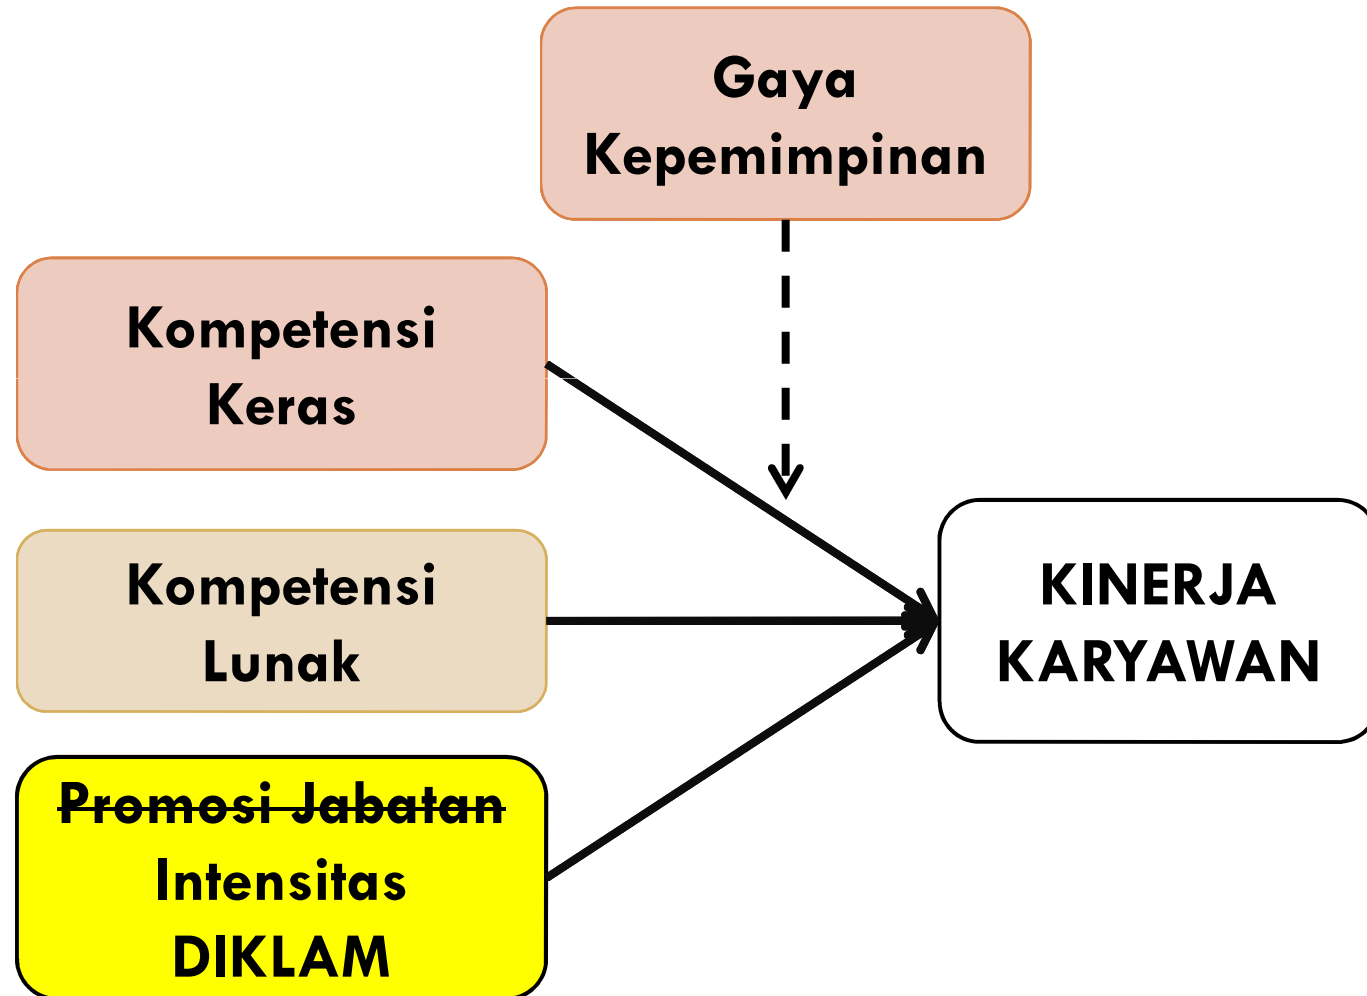 Gaya
Kepemimpinan
Kompetensi
Keras
Kompetensi
Lunak
Promosi Jabatan
Intensitas
DIKLAM
KINERJA
KARYAWAN